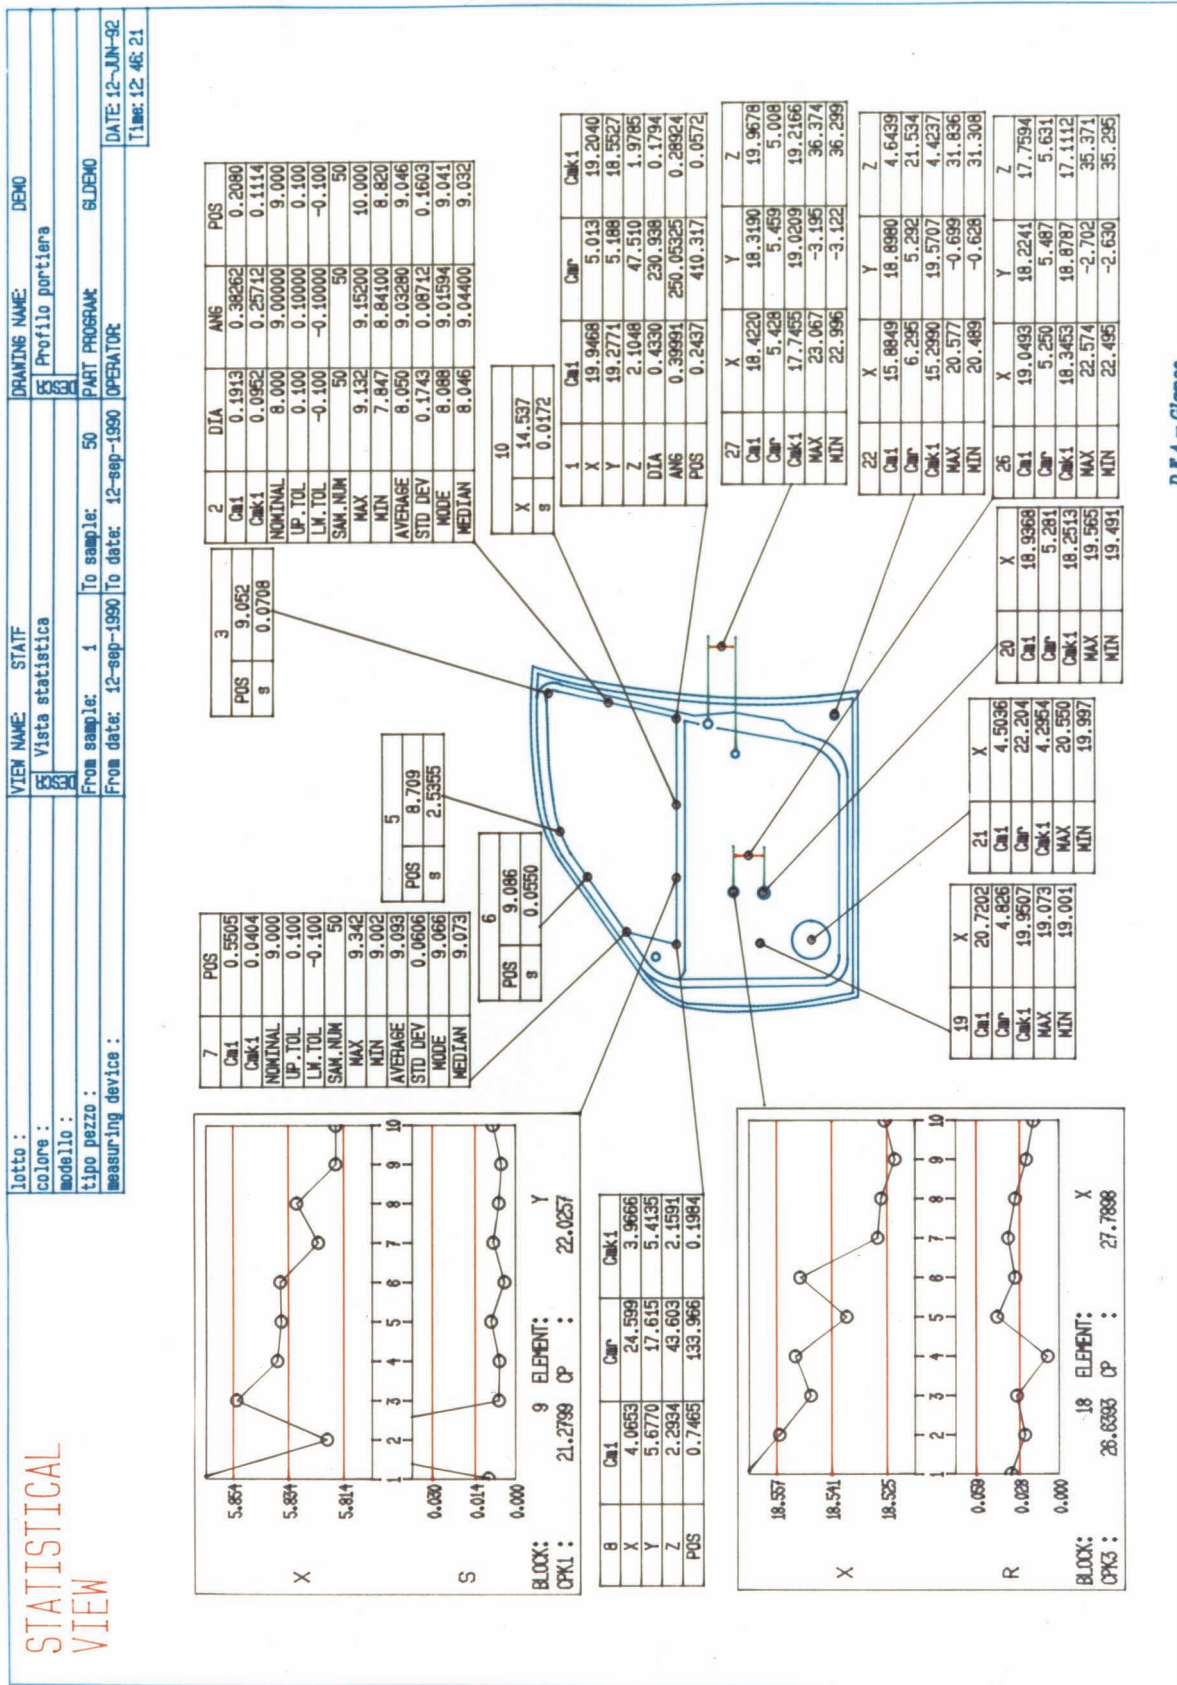 STATISTICAL
VIEW
lotto :
colore :
modello :
tipo pezzo :
measuring device :
VIEW NAME: STATF
Vista statistica
From sample: 1 To sample: 50
From date: 12-sep-1990 To date: 12-sep-1990
DRAWING NAME: DEMO
Profilo portiera
PART PROGRAM: GLDEMO
OPERATOR:
DATE: 12-JUN-92
Time: 12:46:21
X
5.854
5.834
5.814
1 2 3 4 5 6 7 8 9 10
S
0.030
0.014
0.000
BLOCK: 9 ELEMENT: Y
CPK1 : 21.2799 CP : 22.0257
7 POS
Cm1 0.5505
Cmk1 0.0404
NOMINAL 9.000
UP.TOL 0.100
LW.TOL -0.100
SAM.NUM 50
MAX 9.342
MIN 9.002
AVERAGE 9.093
STD DEV 0.0606
MODE 9.066
MEDIAN 9.073
3
POS 9.052
s 0.0708
5
POS 8.709
s 2.5355
6
POS 9.086
s 0.0550
2 DIA ANG POS
Cm1 0.1913 0.38262 0.2080
Cmk1 0.0952 0.25712 0.1114
NOMINAL 8.000 9.00000 9.000
UP.TOL 0.100 0.10000 0.100
LW.TOL -0.100 -0.10000 -0.100
SAM.NUM 50 50 50
MAX 9.132 9.15200 10.000
MIN 7.847 8.84100 8.820
AVERAGE 8.050 9.03280 9.046
STD DEV 0.1743 0.08712 0.1603
MODE 8.088 9.01594 9.041
MEDIAN 8.046 9.04400 9.032
10
X 14.537
s 0.0172
1 Cm1 Cmr Cmk1
X 19.9468 5.013 19.2040
Y 19.2771 5.188 18.5527
Z 2.1048 47.510 1.9785
DIA 0.4330 230.938 0.1794
ANG 0.39991 250.05325 0.28924
POS 0.2437 410.317 0.0572
8 Cm1 Cmr Cmk1
X 4.0653 24.599 3.9666
Y 5.6770 17.615 5.4135
Z 2.2934 43.603 2.1591
POS 0.7465 133.966 0.1984
27 X Y Z
Cm1 18.4220 18.3190 19.9678
Cmr 5.428 5.459 5.008
Cmk1 17.7455 19.0209 19.2166
MAX 23.067 -3.195 36.374
MIN 22.996 -3.122 36.299
22 X Y Z
Cm1 15.8849 18.8980 4.6439
Cmr 6.295 5.292 21.534
Cmk1 15.2990 19.5707 4.4237
MAX 20.577 -0.699 31.836
MIN 20.489 -0.628 31.308
X
18.557
18.541
18.525
1 2 3 4 5 6 7 8 9 10
R
0.059
0.028
0.000
BLOCK: 18 ELEMENT: X
CPK3 : 26.6393 CP : 27.7898
19 X
Cm1 20.7202
Cmr 4.826
Cmk1 19.9507
MAX 19.073
MIN 19.001
21 X
Cm1 4.5036
Cmr 22.204
Cmk1 4.2954
MAX 20.550
MIN 19.997
20 X
Cm1 18.9368
Cmr 5.281
Cmk1 18.2513
MAX 19.565
MIN 19.491
26 X Y Z
Cm1 19.0493 18.2241 17.7594
Cmr 5.250 5.487 5.631
Cmk1 18.3453 18.8787 17.1112
MAX 22.574 -2.702 35.371
MIN 22.495 -2.630 35.295